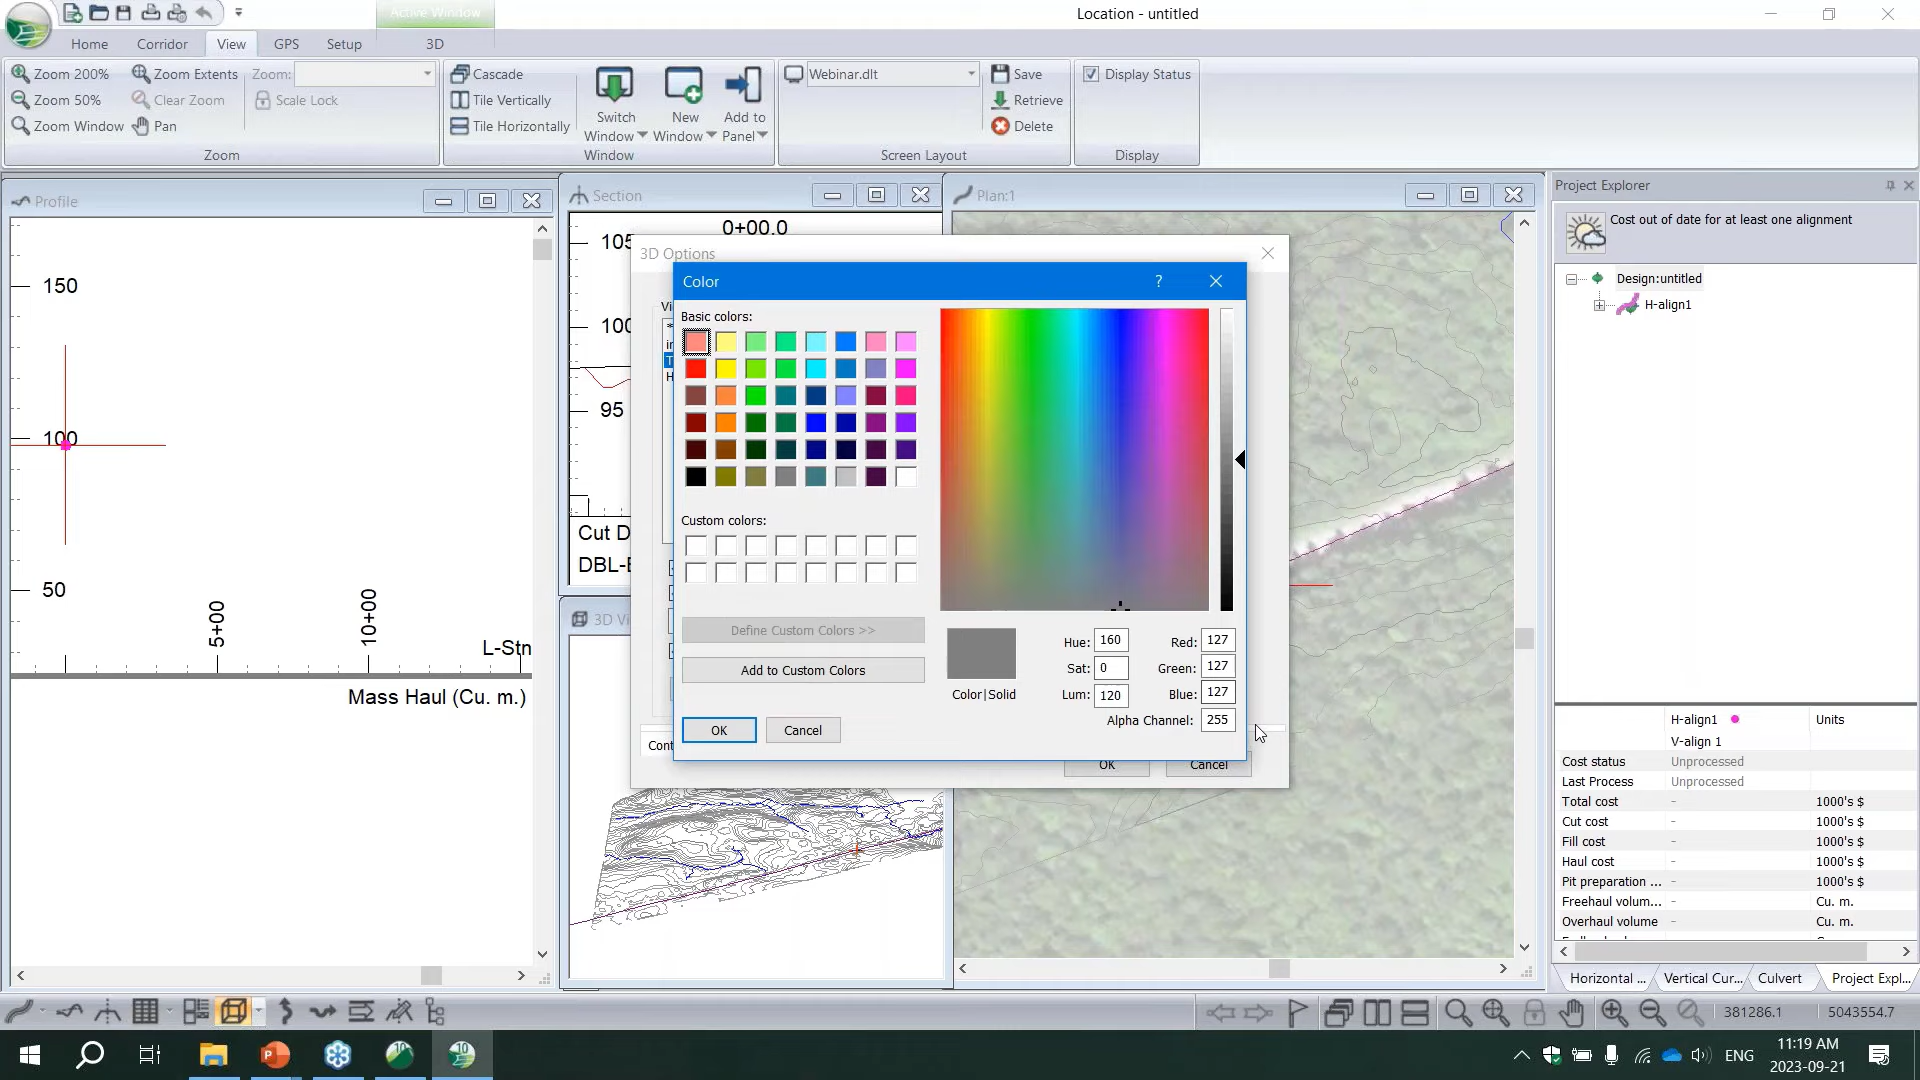 Active Window
Location - untitled
Home
Corridor
View
GPS
Setup
3D
Zoom 200%
Zoom Extents
Zoom:
Zoom 50%
Clear Zoom
Scale Lock
Zoom Window
Pan
Zoom
Cascade
Tile Vertically
Tile Horizontally
Switch
Window
New
Window
Add to
Panel
Window
Webinar.dlt
Save
Retrieve
Delete
Screen Layout
Display Status
Display
Profile
150
100
50
5+00
10+00
L-Stn
Mass Haul (Cu. m.)
Section
0+00.0
105
100
95
Cut D
DBL-
3D Vi
Plan:1
3D Options
OK
Cancel
Color
?
Basic colors:
Custom colors:
Define Custom Colors >>
Add to Custom Colors
OK
Cancel
Color|Solid
Hue: 160
Sat: 0
Lum: 120
Red: 127
Green: 127
Blue: 127
Alpha Channel: 255
Project Explorer
Cost out of date for at least one alignment
Design:untitled
H-align1
H-align1
Units
V-align 1
Cost status Unprocessed
Last Process Unprocessed
Total cost - 1000's $
Cut cost - 1000's $
Fill cost - 1000's $
Haul cost - 1000's $
Pit preparation ... - 1000's $
Freehaul volum... - Cu. m.
Overhaul volume - Cu. m.
Horizontal ...
Vertical Cur...
Culvert
Project Expl...
381286.1
5043554.7
10
10
ENG
11:19 AM
2023-09-21